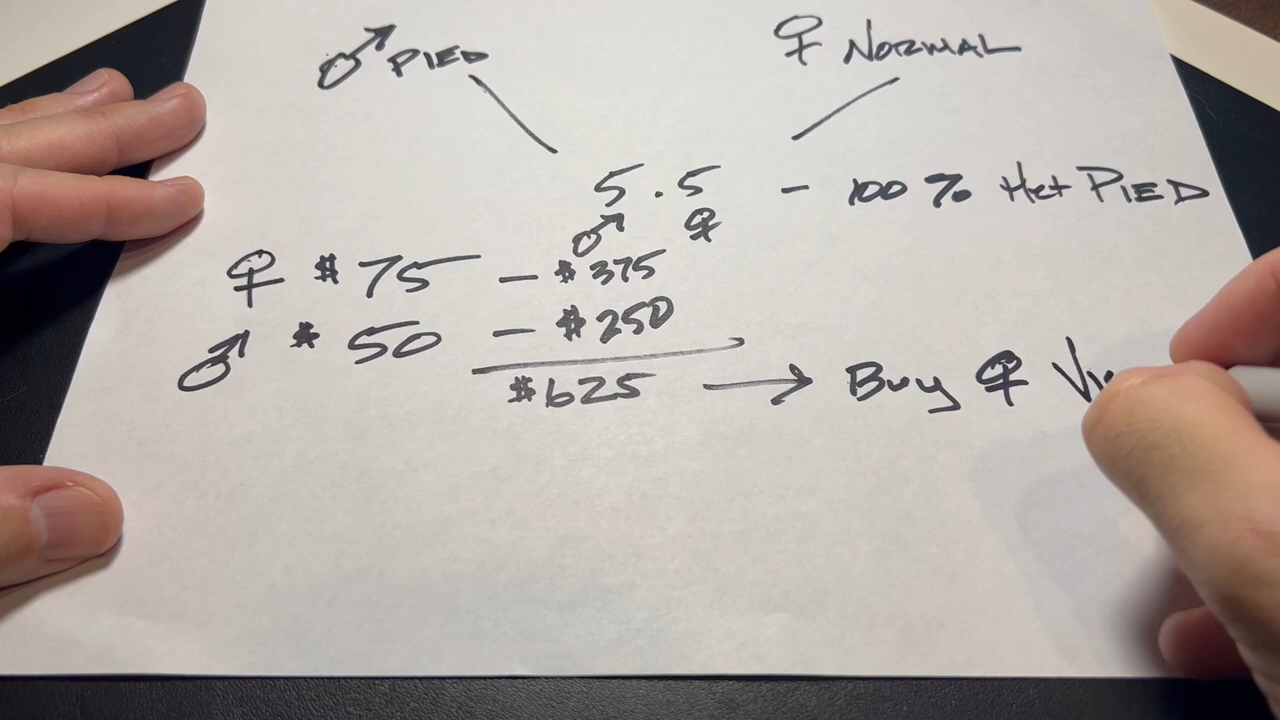 ♂ PIED ♀ NORMAL
5.5 - 100% Het PIED
♂ ♀
♀ $75 - $375
♂ $50 - $250
$625 → Buy ♀